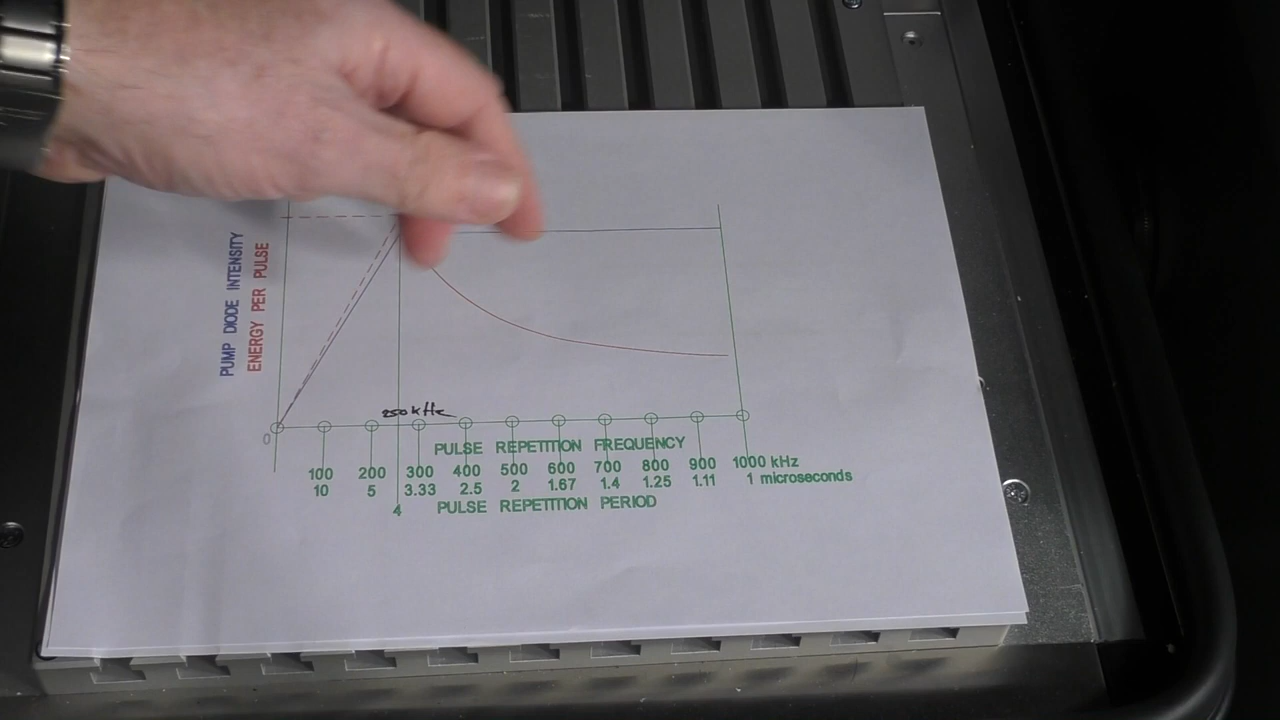 PUMP DIODE INTENSITY
ENERGY PER PULSE
250 kHz
0
PULSE REPETITION FREQUENCY
100 200 300 400 500 600 700 800 900 1000 kHz
10 5 3.33 2.5 2 1.67 1.4 1.25 1.11 1 microseconds
4 PULSE REPETITION PERIOD